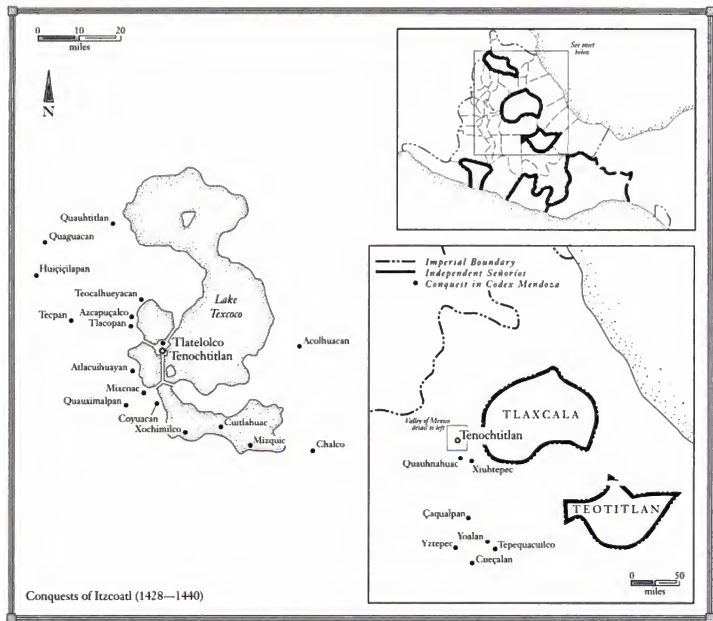 0 10 20
miles
N
Quauhtitlan
Quaguacan
Huiçiçilapan
Teocalhueyacan
Azcapuçalco
Tecpan
Tlacopan
Lake
Texcoco
Tlatelolco
Tenochtitlan
Acolhuacan
Atlacuihuayan
Mixcoac
Quauximalpan
Coyuacan
Xochimilco
Cuitlahuac
Mizquic
Chalco
Conquests of Itzcoatl (1428—1440)
See inset
below
Imperial Boundary
Independent Señoríos
Conquest in Codex Mendoza
TLAXCALA
Valley of Mexico
detail to left
Tenochtitlan
Quauhnahuac
Xiuhtepec
TEOTITLAN
Çaqualpan
Yoalan
Yztepec
Tepequacuilco
Cueçalan
0 50
miles